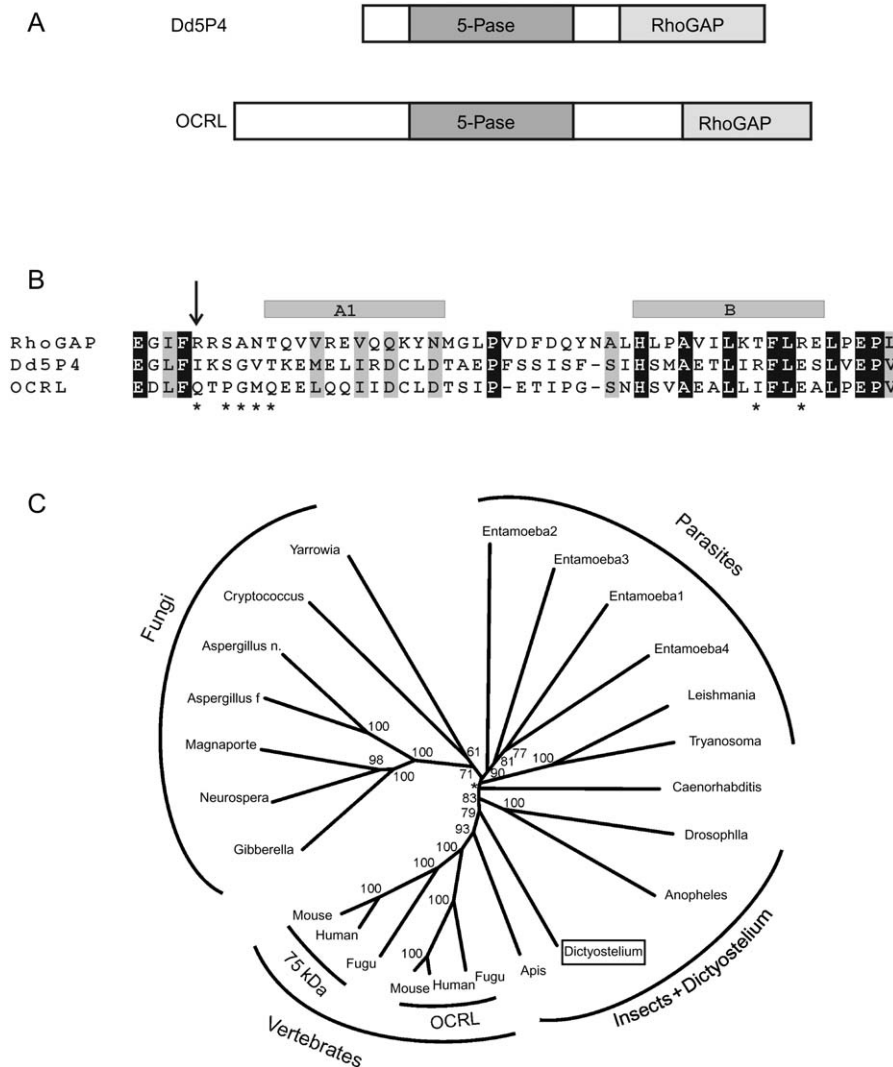 A
Dd5P4
5-Pase
RhoGAP
OCRL
5-Pase
RhoGAP
B
A1
B
RhoGAP EGIFRRSANTQVVREVQQKYNMGLPVDFDQYNALHLPAVILKTFLRELPEPL
Dd5P4 EGLFIKSGVTKEMELIRDCLDTAEPFSSISF-SIHSMAETLIRFLESLVEPV
OCRL EDLFQTPGMQEELQQIIDCLDTSIP-ETIPG-SNHSVAEALLIFLEALPEPV
* * * * * * *
C
Fungi
Parasites
Yarrowia
Entamoeba2
Entamoeba3
Cryptococcus
Entamoeba1
Aspergillus n.
Entamoeba4
Aspergillus f
Leishmania
Magnaporte
Tryanosoma
Neurospera
Caenorhabditis
Gibberella
Drosophlla
Anopheles
Dictyostelium
Apis
Insects + Dictyostelium
Mouse
Human
Fugu
75 kDa
Mouse
Human
Fugu
OCRL
Vertebrates
100
98
100
100
61
71
77
81
90
100
*
83
100
79
93
100
100
100
100